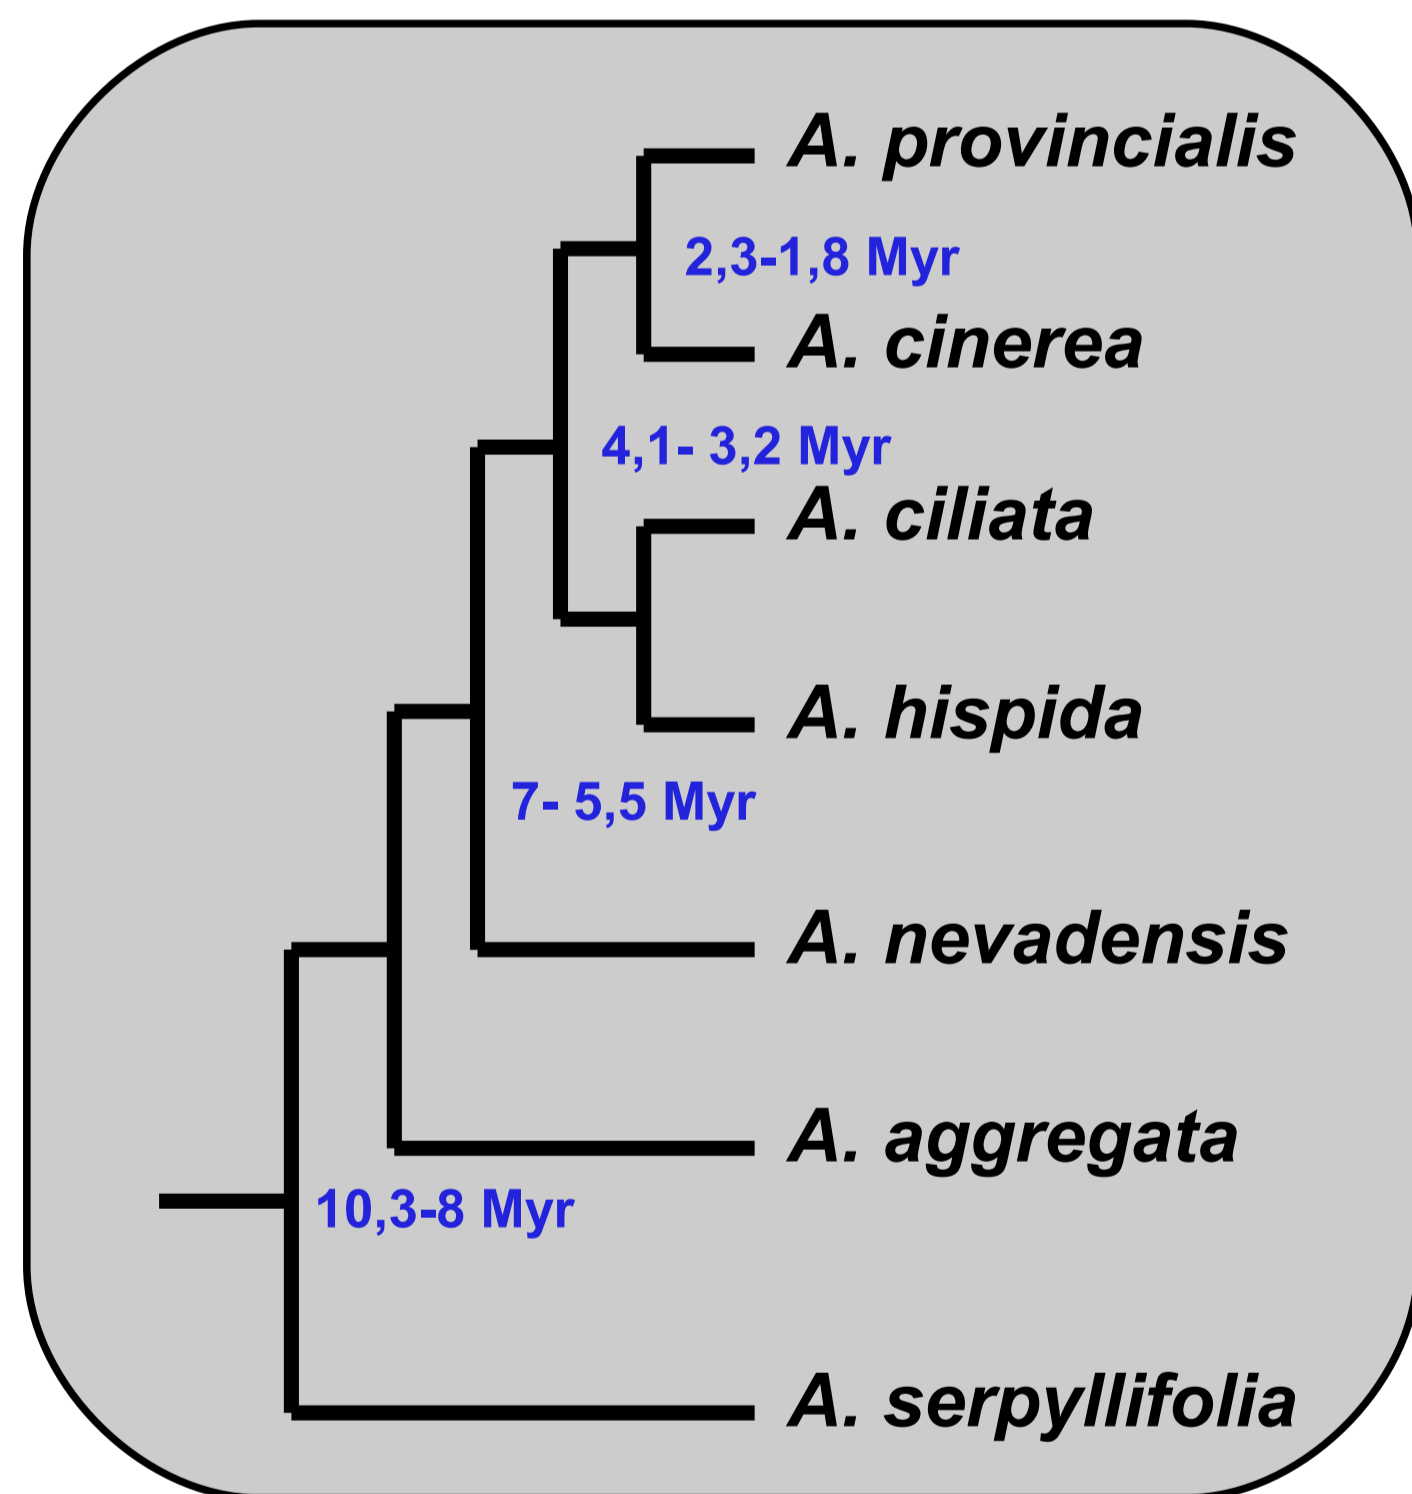 A. provincialis
2,3-1,8 Myr
A. cinerea
4,1- 3,2 Myr
A. ciliata
A. hispida
7- 5,5 Myr
A. nevadensis
A. aggregata
10,3-8 Myr
A. serpyllifolia